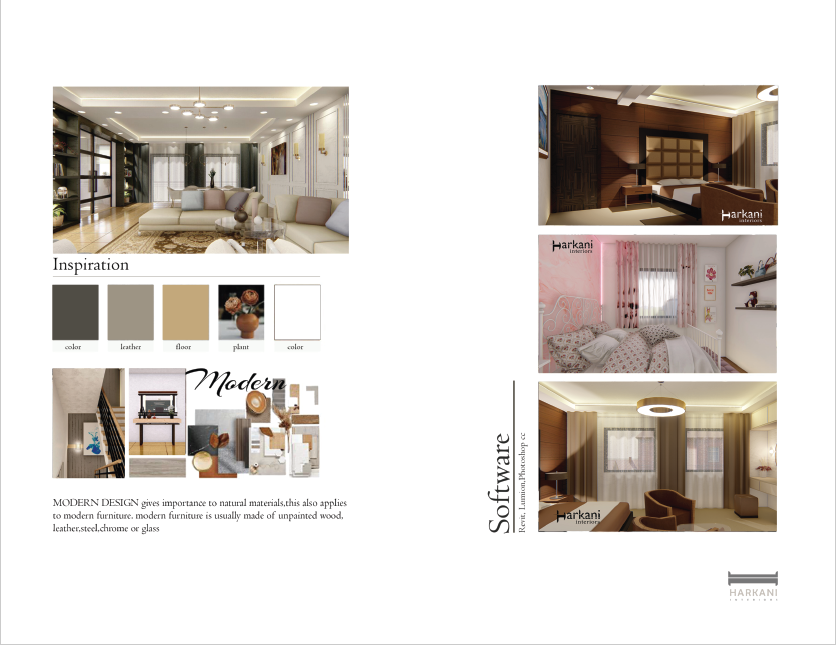 Inspiration
color
leather
floor
plant
color
Modern
MODERN DESIGN gives importance to natural materials,this also applies
to modern furniture. modern furniture is usually made of unpainted wood,
leather,steel,chrome or glass
Software
Revit, Lumion,Photoshop cc
Harkani
interiors
Harkani
interiors
Harkani
interiors
HARKANI
INTERIORS